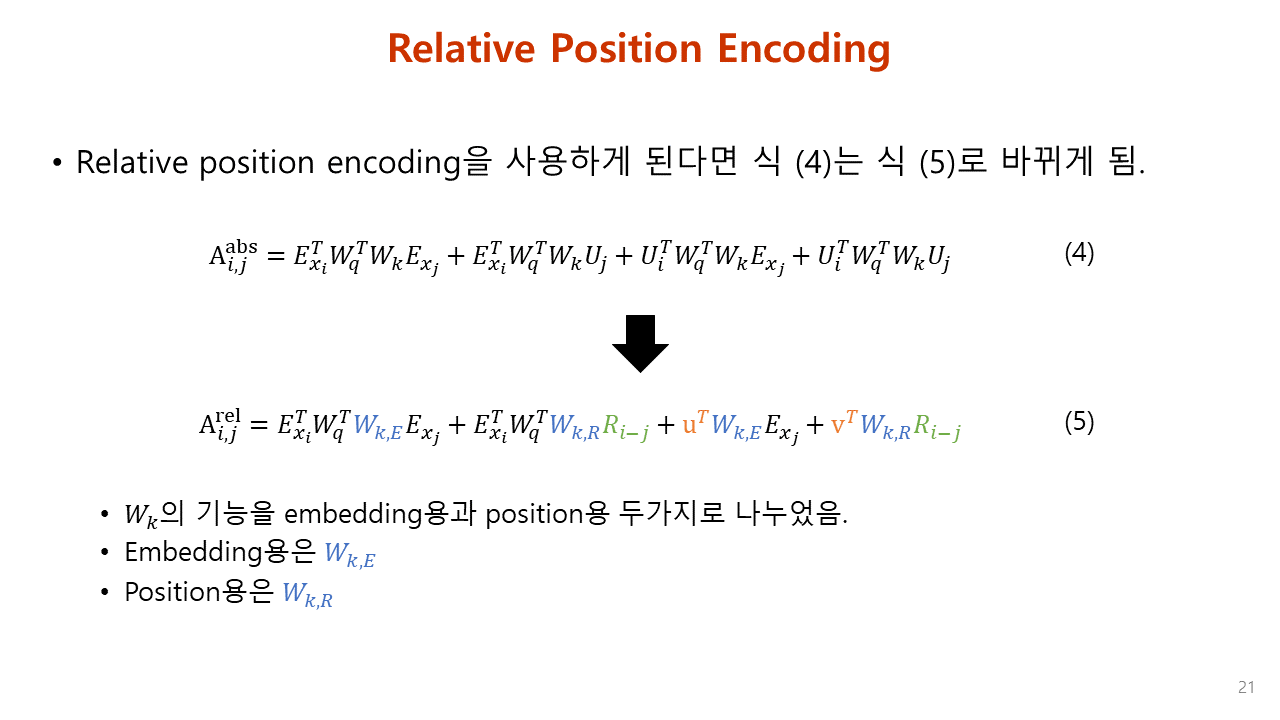 Relative Position Encoding
• Relative position encoding을 사용하게 된다면 식 (4)는 식 (5)로 바뀌게 됨.
$A_{i,j}^{abs} = E_{x_i}^T W_q^T W_k E_{x_j} + E_{x_i}^T W_q^T W_k U_j + U_i^T W_q^T W_k E_{x_j} + U_i^T W_q^T W_k U_j$ (4)
$A_{i,j}^{rel} = E_{x_i}^T W_q^T W_{k,E} E_{x_j} + E_{x_i}^T W_q^T W_{k,R} R_{i-j} + u^T W_{k,E} E_{x_j} + v^T W_{k,R} R_{i-j}$ (5)
• $W_k$의 기능을 embedding용과 position용 두가지로 나누었음.
• Embedding용은 $W_{k,E}$
• Position용은 $W_{k,R}$
21